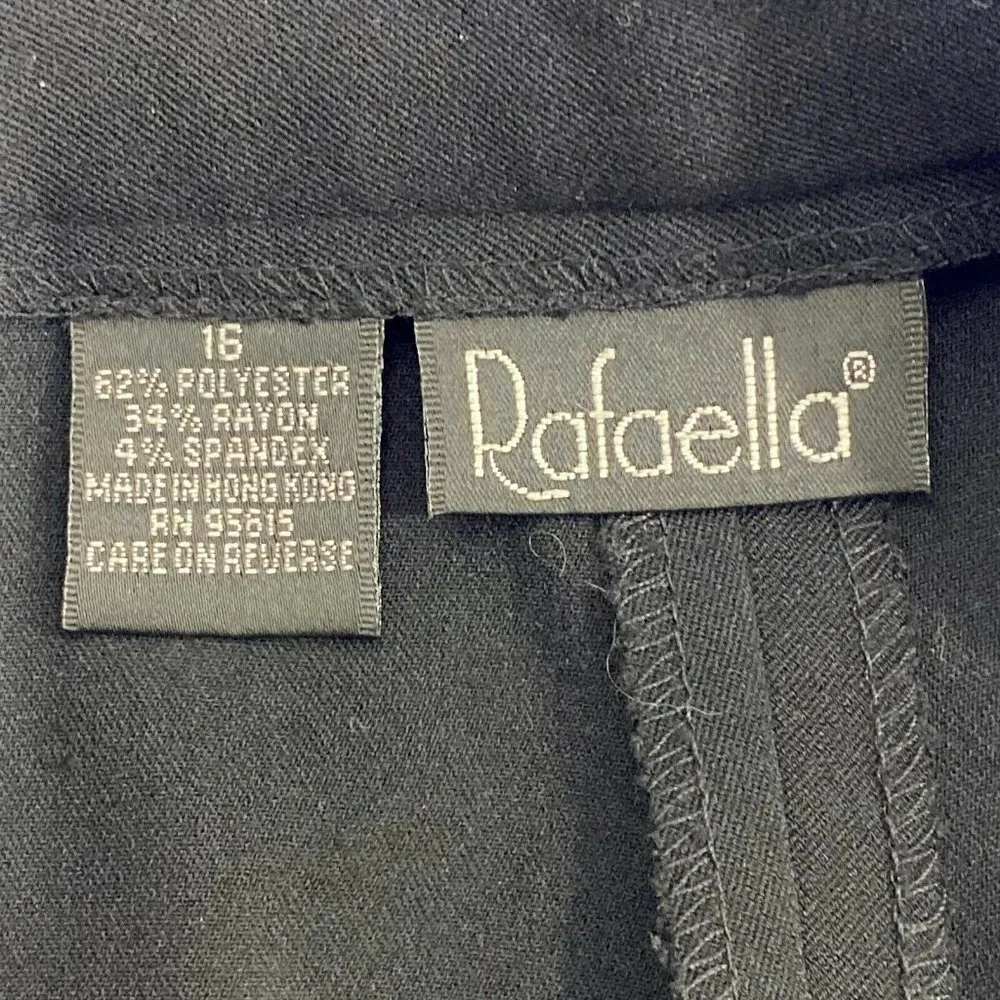 16
62% POLYESTER
34% RAYON
4% SPANDEX
MADE IN HONG KONG
RN 95615
CARE ON REVERSE
Rafaella®